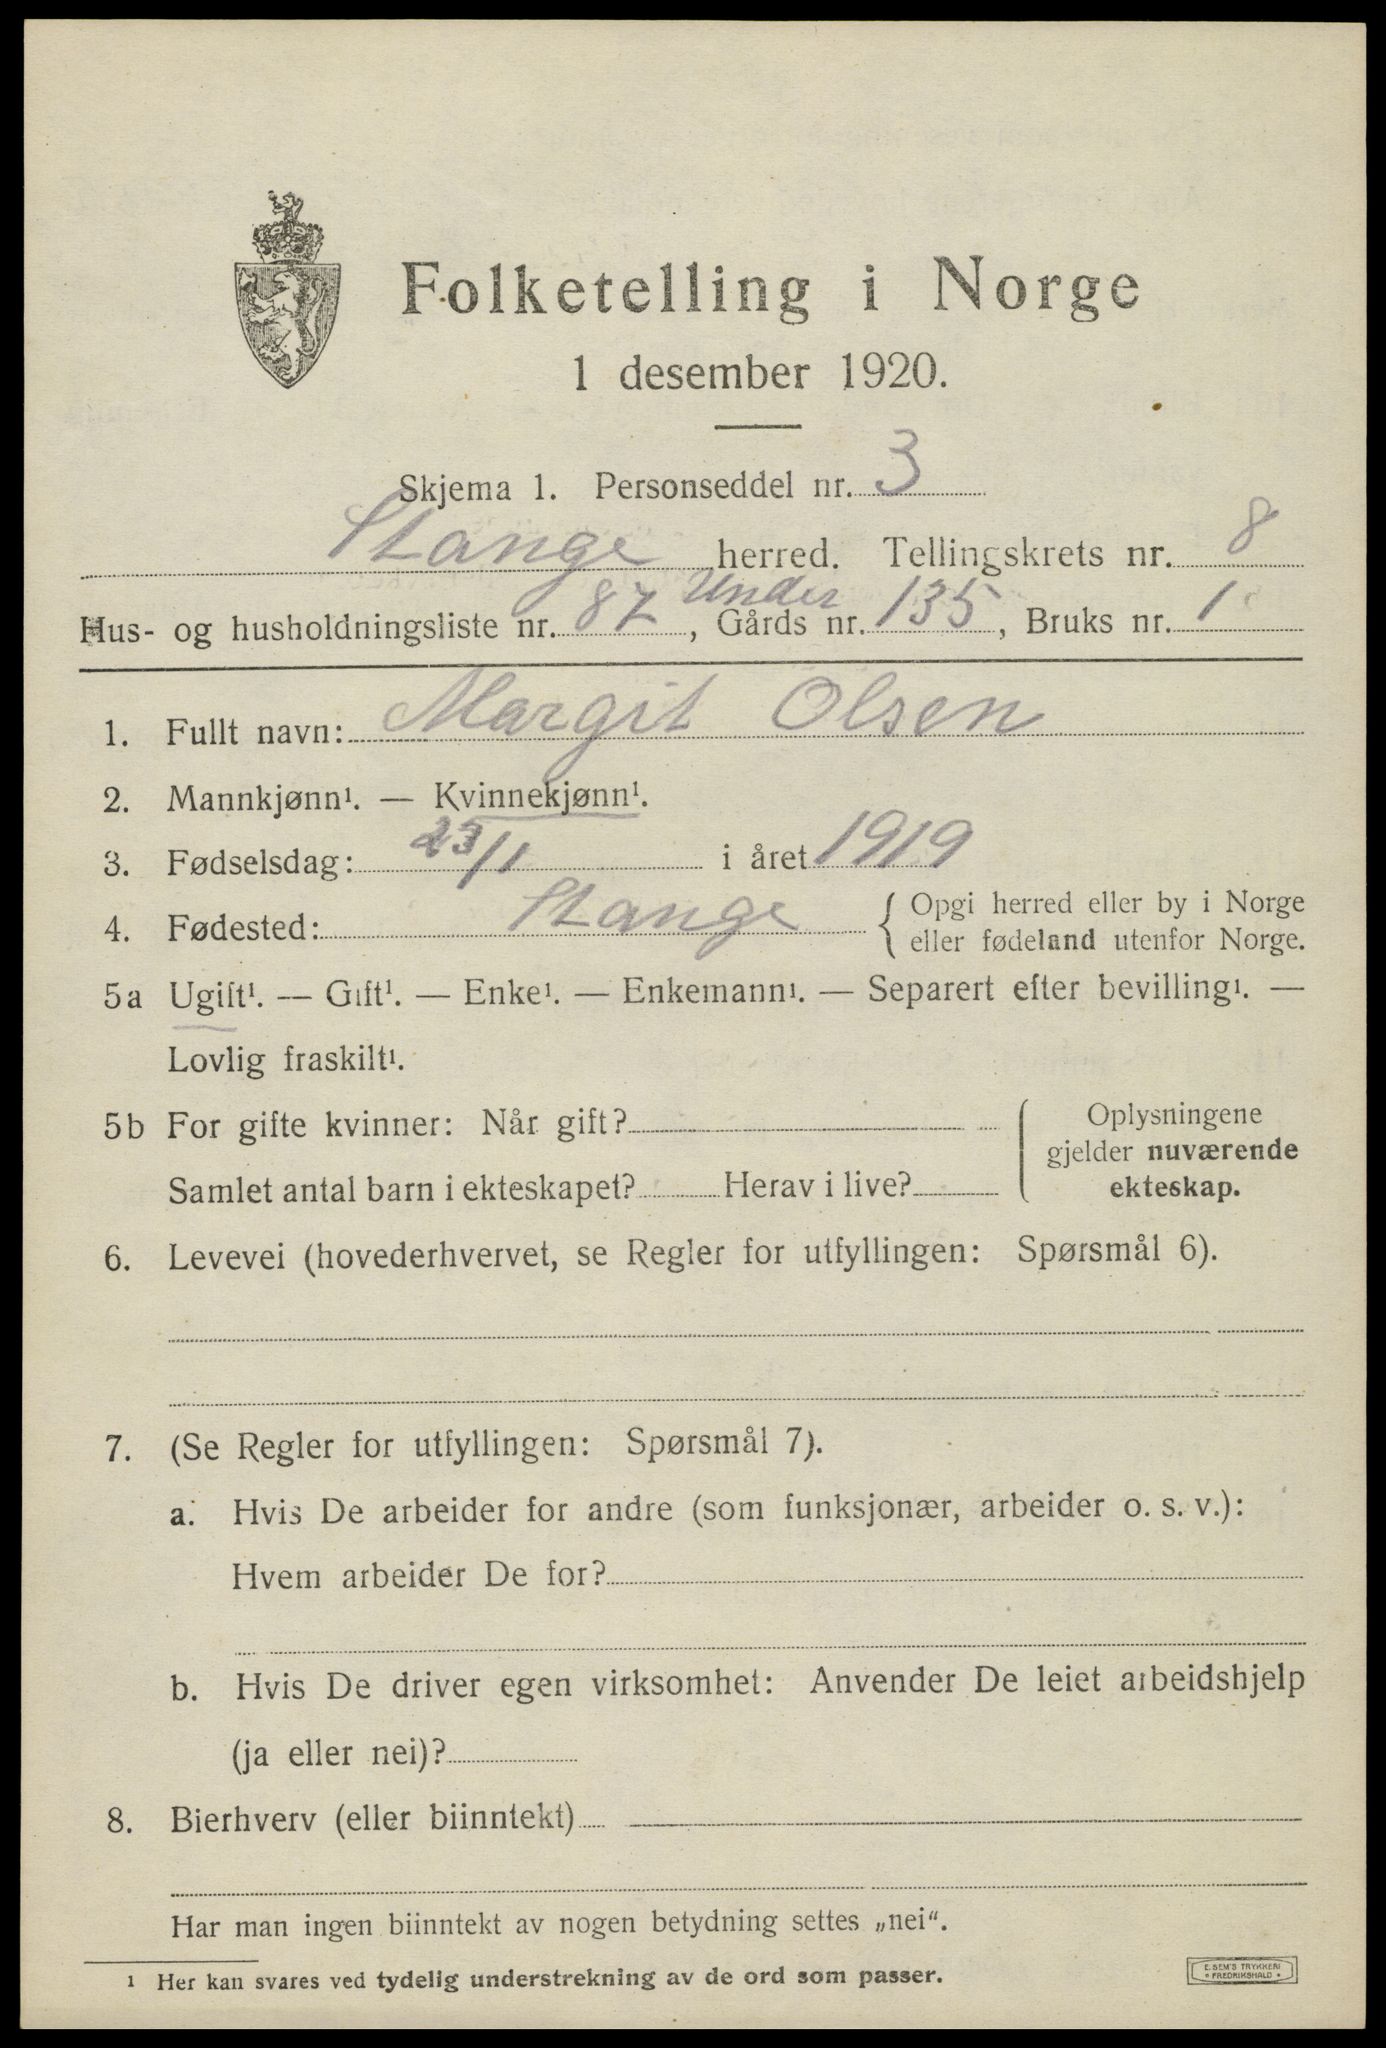 Folketelling i Norge
1 desember 1920.
Skjema 1. Personseddel nr. 3
Stange herred. Tellingskrets nr. 8
Under
Hus- og husholdningsliste nr. 87, Gårds nr. 135, Bruks nr. 1
1. Fullt navn: Margit Olsen
2. Mannkjønn¹. — Kvinnekjønn¹.
3. Fødselsdag: 23/1 i året 1919
4. Fødested: Stange { Opgi herred eller by i Norge
eller fødeland utenfor Norge.
5a Ugift¹. — Gift¹. — Enke¹. — Enkemann¹. — Separert efter bevilling¹. —
Lovlig fraskilt¹.
5b For gifte kvinner: Når gift?
Samlet antal barn i ekteskapet? Herav i live?
Oplysningene
gjelder nuværende
ekteskap.
6. Levevei (hovederhvervet, se Regler for utfyllingen: Spørsmål 6).
7. (Se Regler for utfyllingen: Spørsmål 7).
a. Hvis De arbeider for andre (som funksjonær, arbeider o. s. v.):
Hvem arbeider De for?
b. Hvis De driver egen virksomhet: Anvender De leiet arbeidshjelp
(ja eller nei)?
8. Bierhverv (eller biinntekt)
Har man ingen biinntekt av nogen betydning settes „nei“.
¹ Her kan svares ved tydelig understrekning av de ord som passer.
E. SEM'S TRYKKERI
• FREDRIKSHALD •